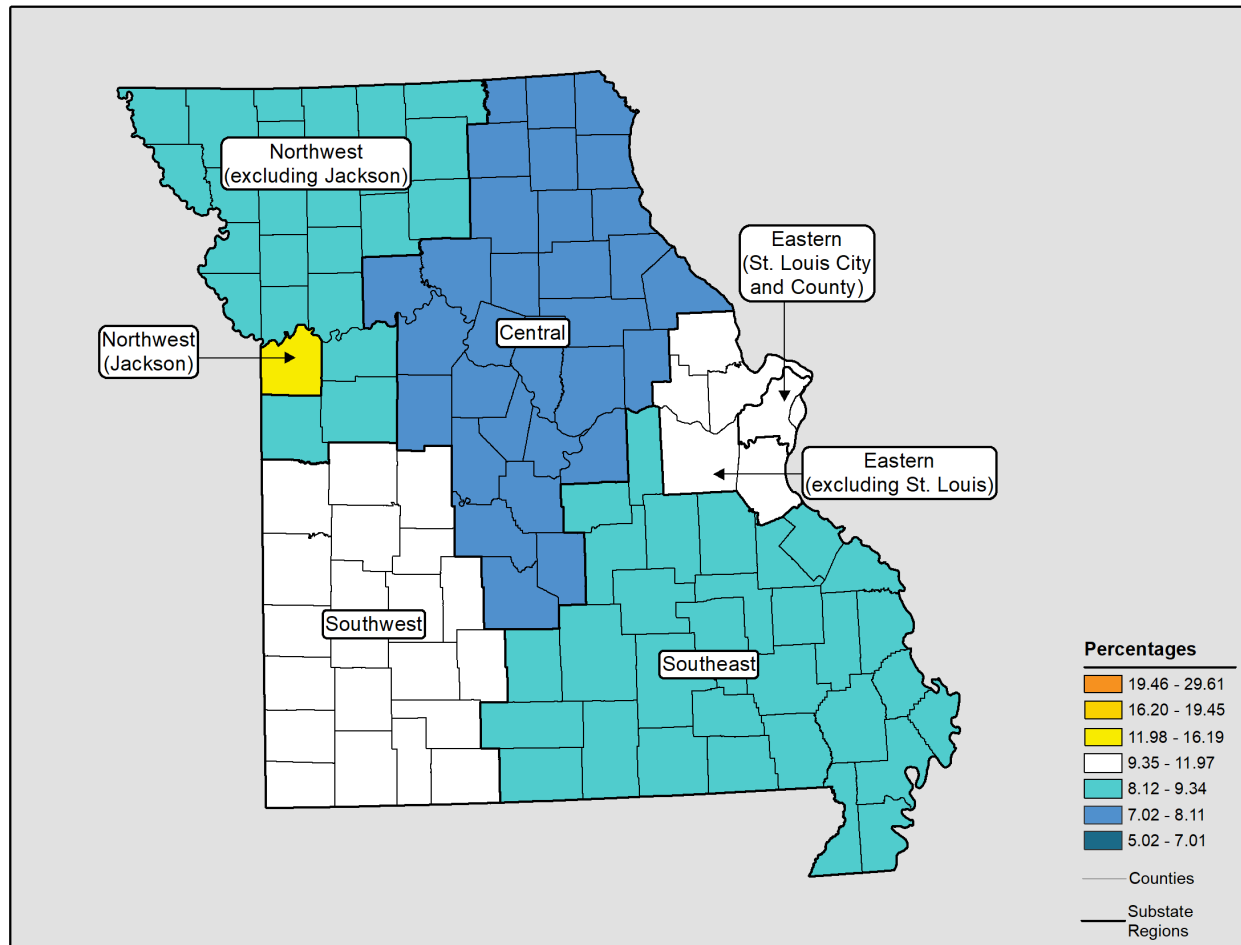 Northwest
(excluding Jackson)
Eastern
(St. Louis City
and County)
Northwest
(Jackson)
Central
Eastern
(excluding St. Louis)
Southwest
Southeast
Percentages
19.46 - 29.61
16.20 - 19.45
11.98 - 16.19
9.35 - 11.97
8.12 - 9.34
7.02 - 8.11
5.02 - 7.01
Counties
Substate
Regions